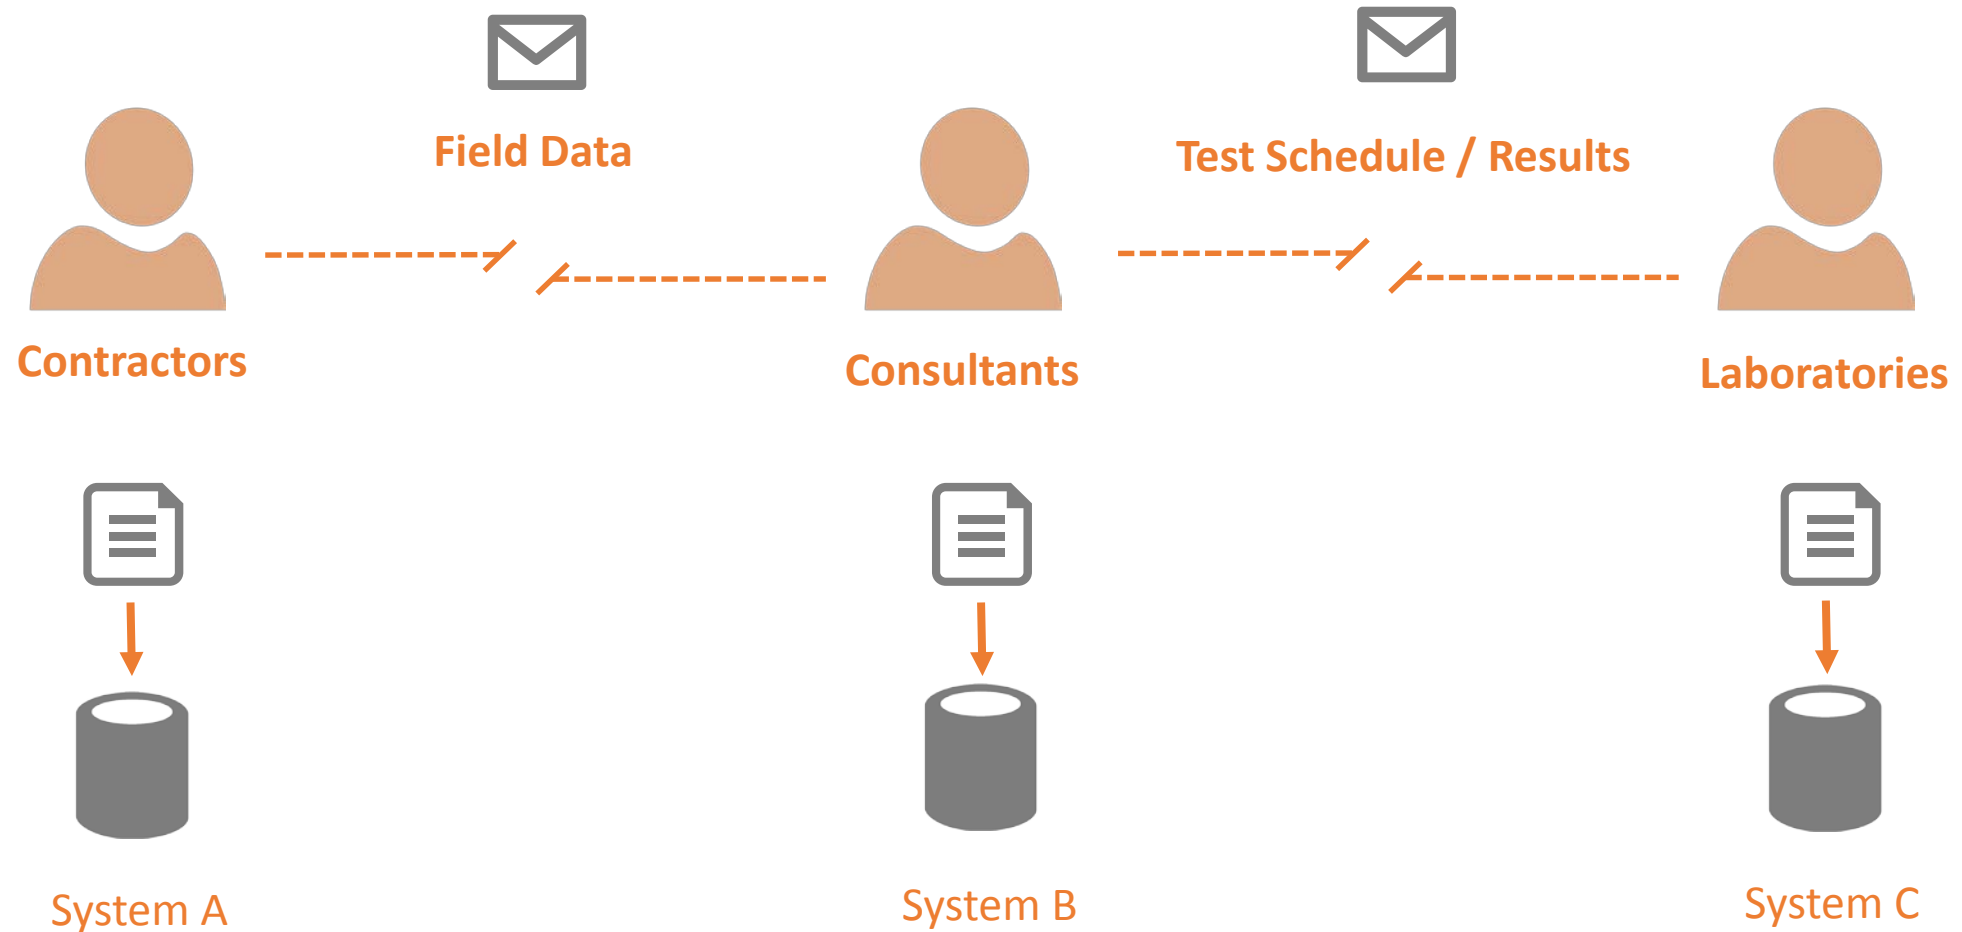 Field Data
Test Schedule / Results
Contractors
Consultants
Laboratories
System A
System B
System C